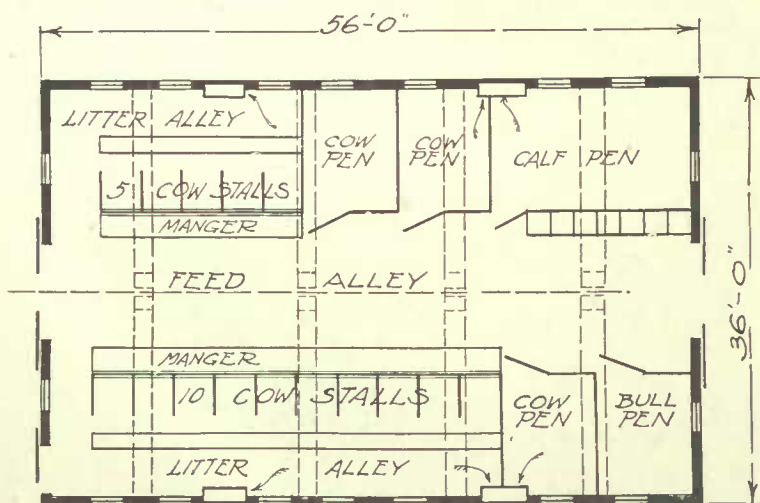 56'-0"
LITTER ALLEY
COW PEN
COW PEN
CALF PEN
5 COW STALLS
MANGER
FEED ALLEY
36'-0"
MANGER
10 COW STALLS
COW PEN
BULL PEN
LITTER ALLEY